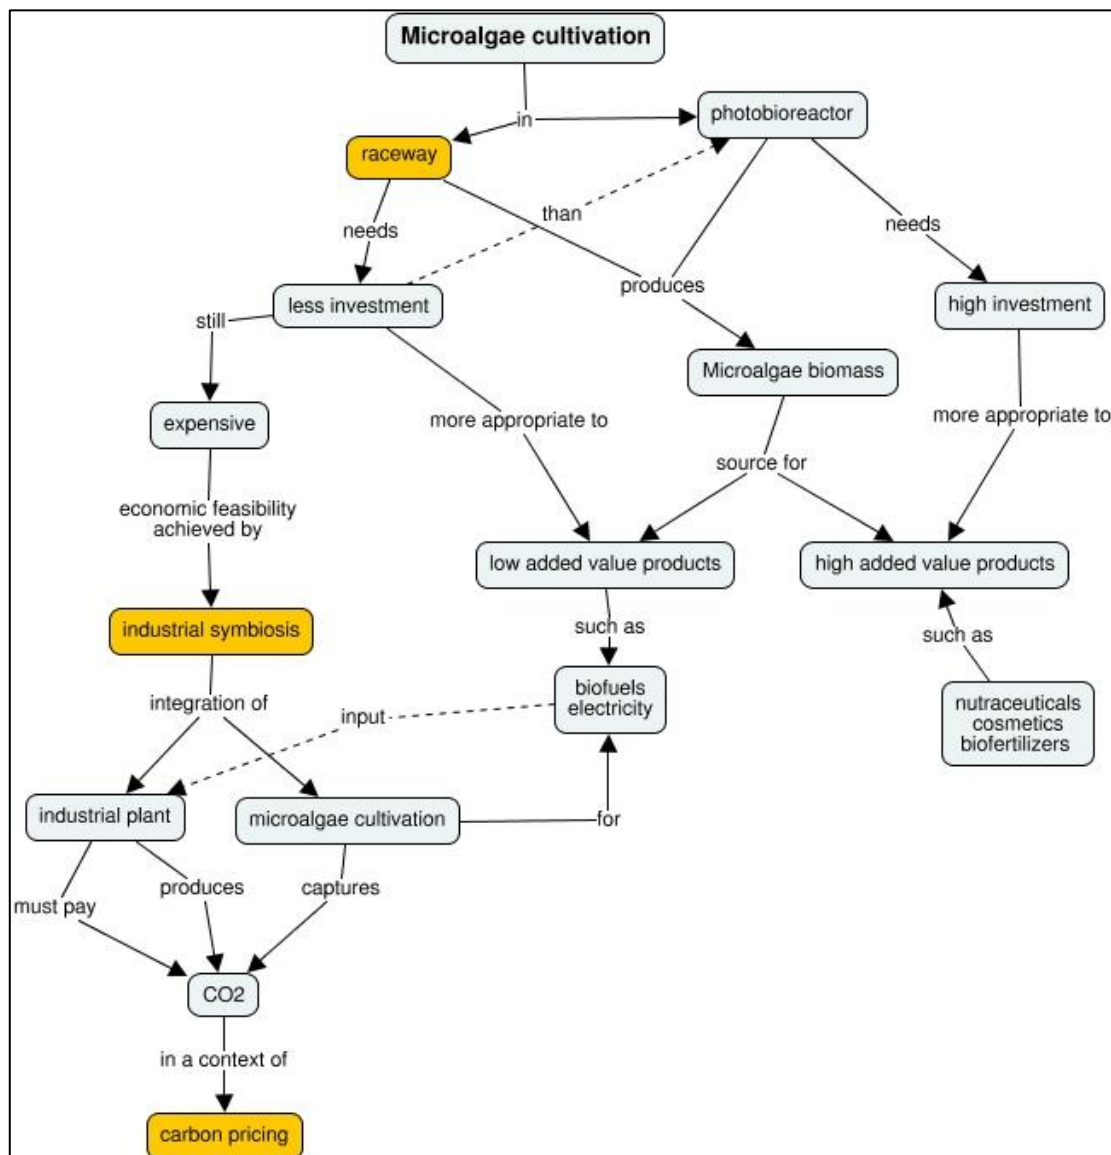 Microalgae cultivation
in
photobioreactor
raceway
than
needs
needs
produces
less investment
high investment
still
Microalgae biomass
expensive
more appropriate to
more appropriate to
source for
economic feasibility
achieved by
low added value products
high added value products
industrial symbiosis
such as
such as
integration of
input
biofuels
electricity
nutraceuticals
cosmetics
biofertilizers
industrial plant
microalgae cultivation
for
must pay
produces
captures
CO2
in a context of
carbon pricing